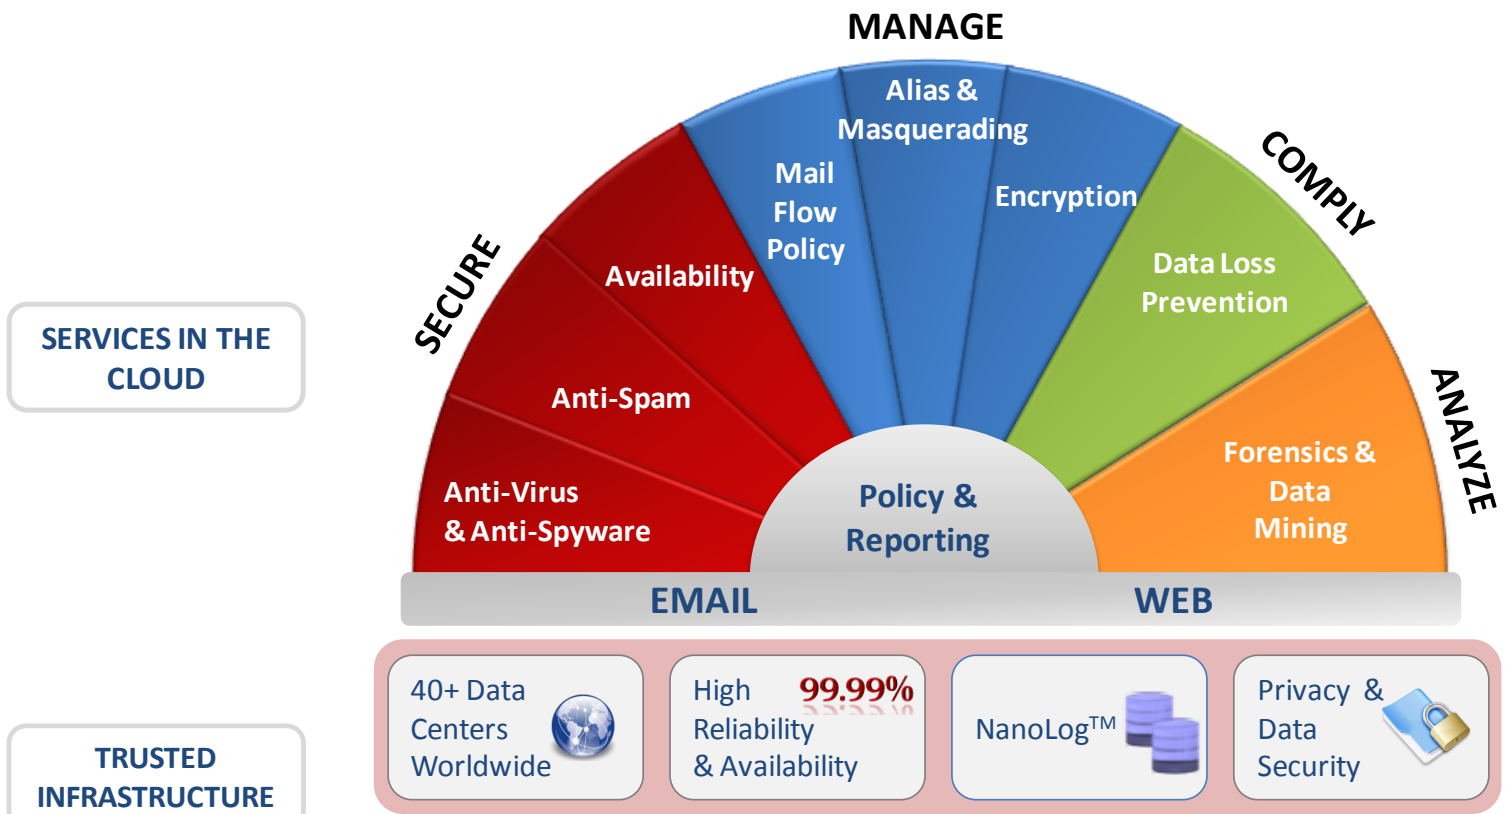 MANAGE
Alias &
Masquerading
Mail
Flow
Policy
Encryption
COMPLY
Data Loss
Prevention
SECURE
Availability
Anti-Spam
Anti-Virus
& Anti-Spyware
ANALYZE
Forensics &
Data
Mining
Policy &
Reporting
SERVICES IN THE
CLOUD
EMAIL
WEB
40+ Data
Centers
Worldwide
High
99.99%
Reliability
& Availability
NanoLog™
Privacy &
Data
Security
TRUSTED
INFRASTRUCTURE